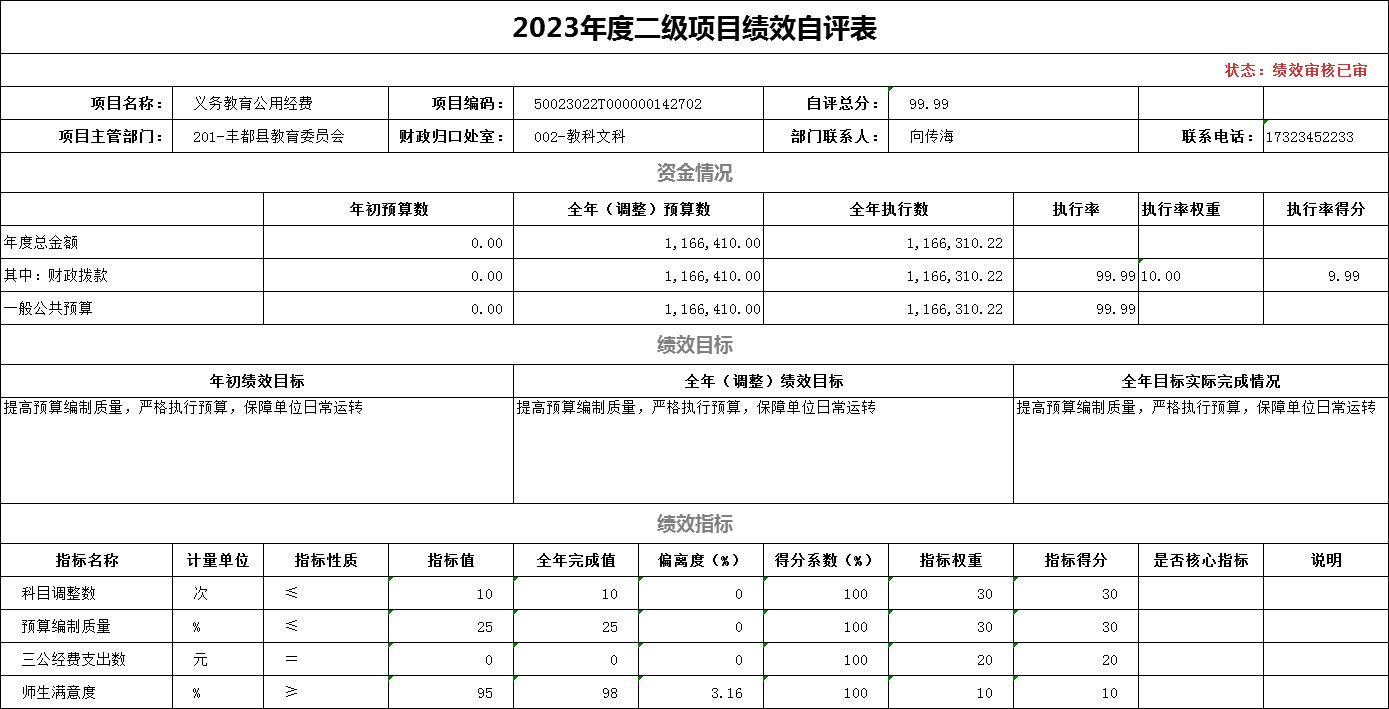 2023年度二级项目绩效自评表
状态：绩效审核已审
项目名称： 义务教育公用经费 项目编码： 50023022T000000142702 自评总分： 99.99
项目主管部门： 201-丰都县教育委员会 财政归口处室： 002-教科文科 部门联系人： 向传海 联系电话： 17323452233
资金情况
年初预算数 全年（调整）预算数 全年执行数 执行率 执行率权重 执行率得分
年度总金额 0.00 1,166,410.00 1,166,310.22
其中：财政拨款 0.00 1,166,410.00 1,166,310.22 99.99 10.00 9.99
一般公共预算 0.00 1,166,410.00 1,166,310.22 99.99
绩效目标
年初绩效目标 全年（调整）绩效目标 全年目标实际完成情况
提高预算编制质量，严格执行预算，保障单位日常运转 提高预算编制质量，严格执行预算，保障单位日常运转 提高预算编制质量，严格执行预算，保障单位日常运转
绩效指标
指标名称 计量单位 指标性质 指标值 全年完成值 偏离度（%） 得分系数（%） 指标权重 指标得分 是否核心指标 说明
科目调整数 次 ≤ 10 10 0 100 30 30
预算编制质量 % ≤ 25 25 0 100 30 30
三公经费支出数 元 ＝ 0 0 0 100 20 20
师生满意度 % ≥ 95 98 3.16 100 10 10